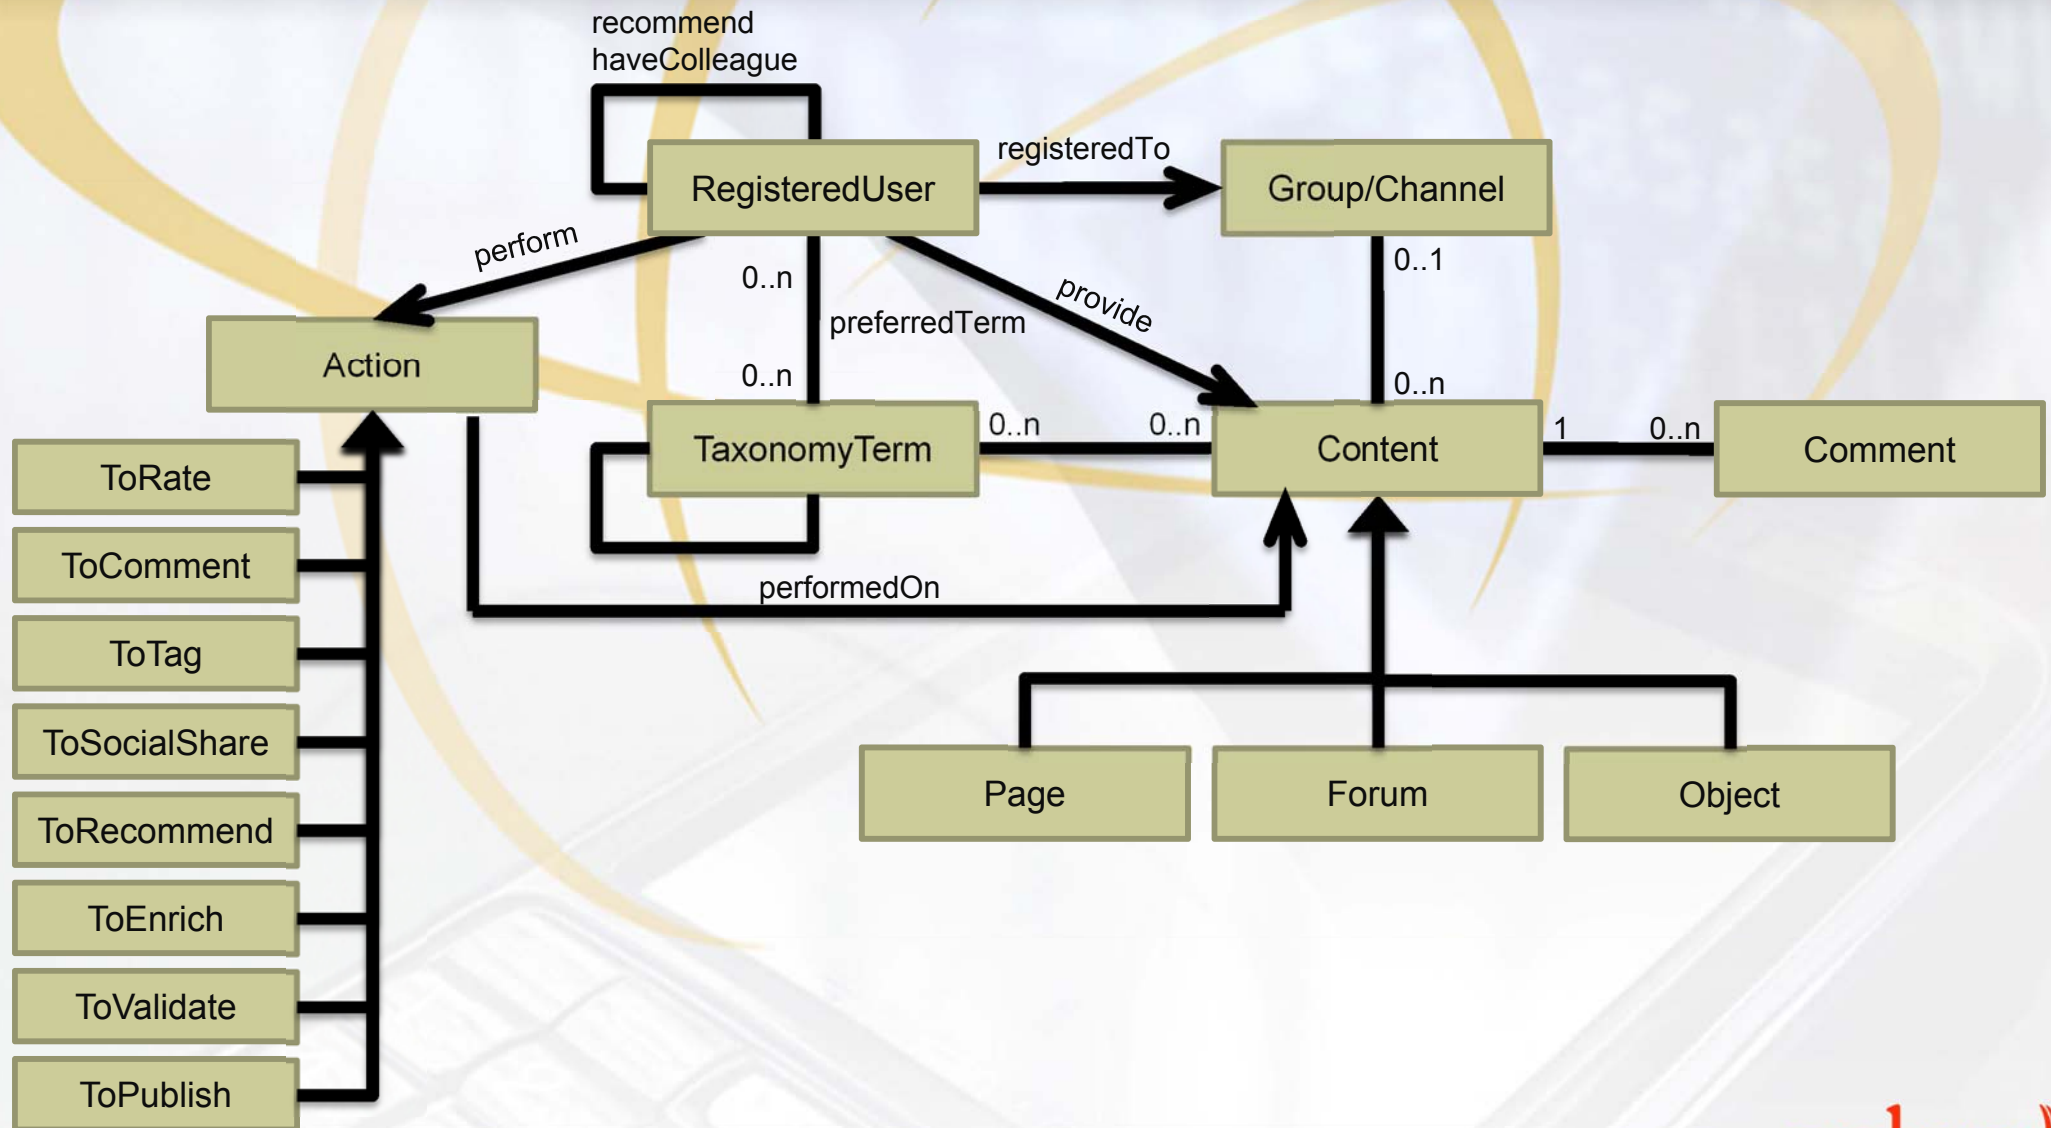 recommend
haveColleague
registeredTo
RegisteredUser
Group/Channel
perform
0..n
0..1
provide
preferredTerm
Action
0..n
0..n
TaxonomyTerm
0..n
0..n
Content
1
0..n
Comment
ToRate
ToComment
performedOn
ToTag
ToSocialShare
Page
Forum
Object
ToRecommend
ToEnrich
ToValidate
ToPublish